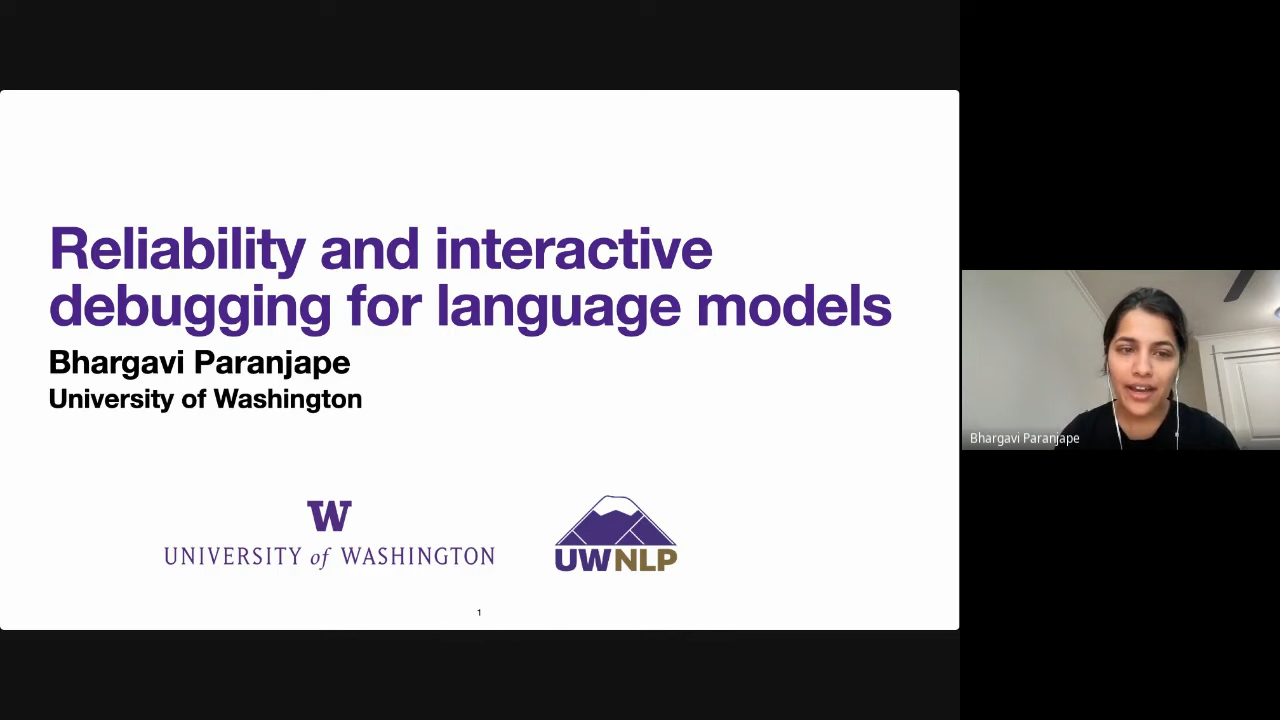 Reliability and interactive
debugging for language models
Bhargavi Paranjape
University of Washington
W
UNIVERSITY of WASHINGTON
UWNLP
1
Bhargavi Paranjape